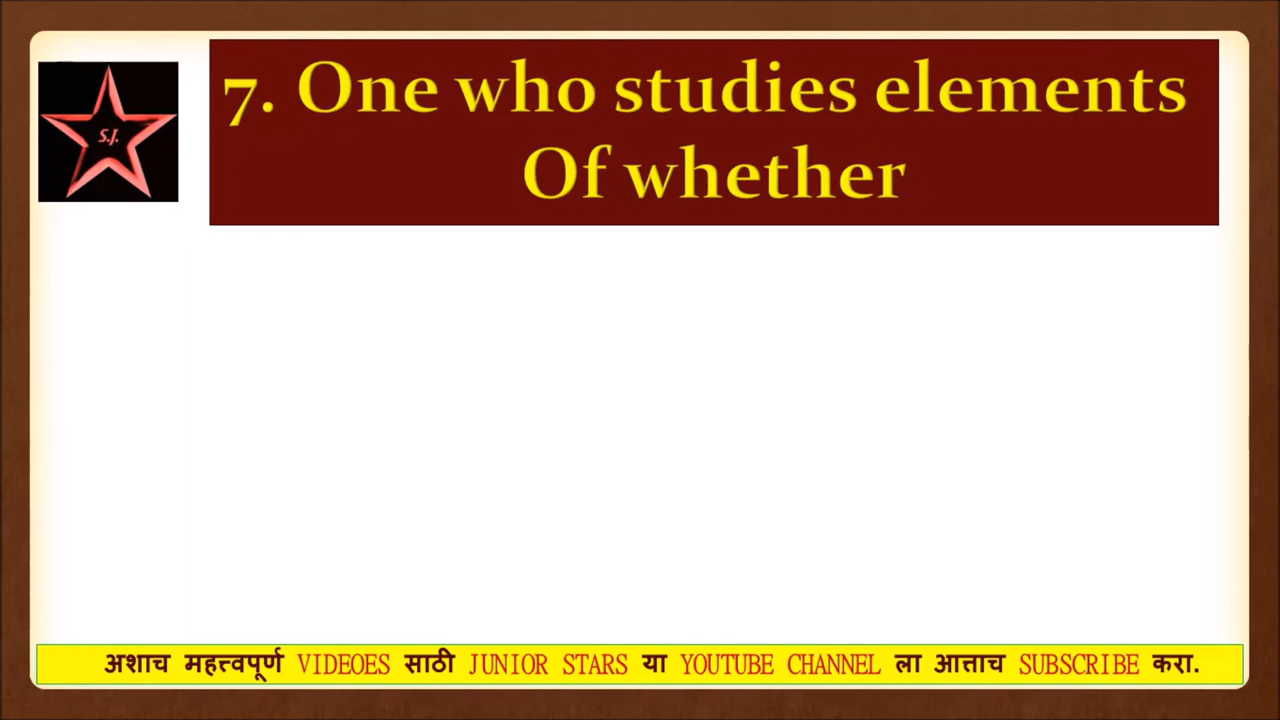 7. One who studies elements
Of whether
S.J.
अशाच महत्त्वपूर्ण VIDEOES साठी JUNIOR STARS या YOUTUBE CHANNEL ला आत्ताच SUBSCRIBE करा.